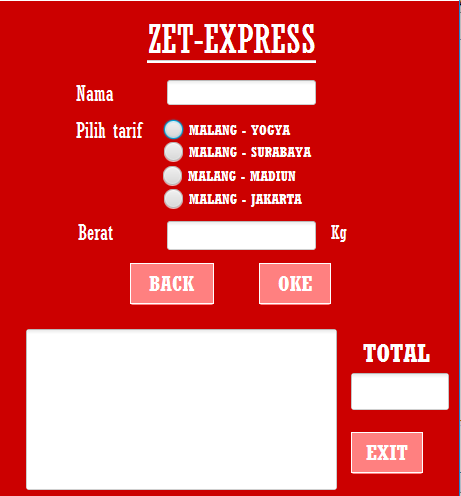 ZET-EXPRESS
Nama
Pilih tarif
MALANG - YOGYA
MALANG - SURABAYA
MALANG - MADIUN
MALANG - JAKARTA
Berat
Kg
BACK
OKE
TOTAL
EXIT